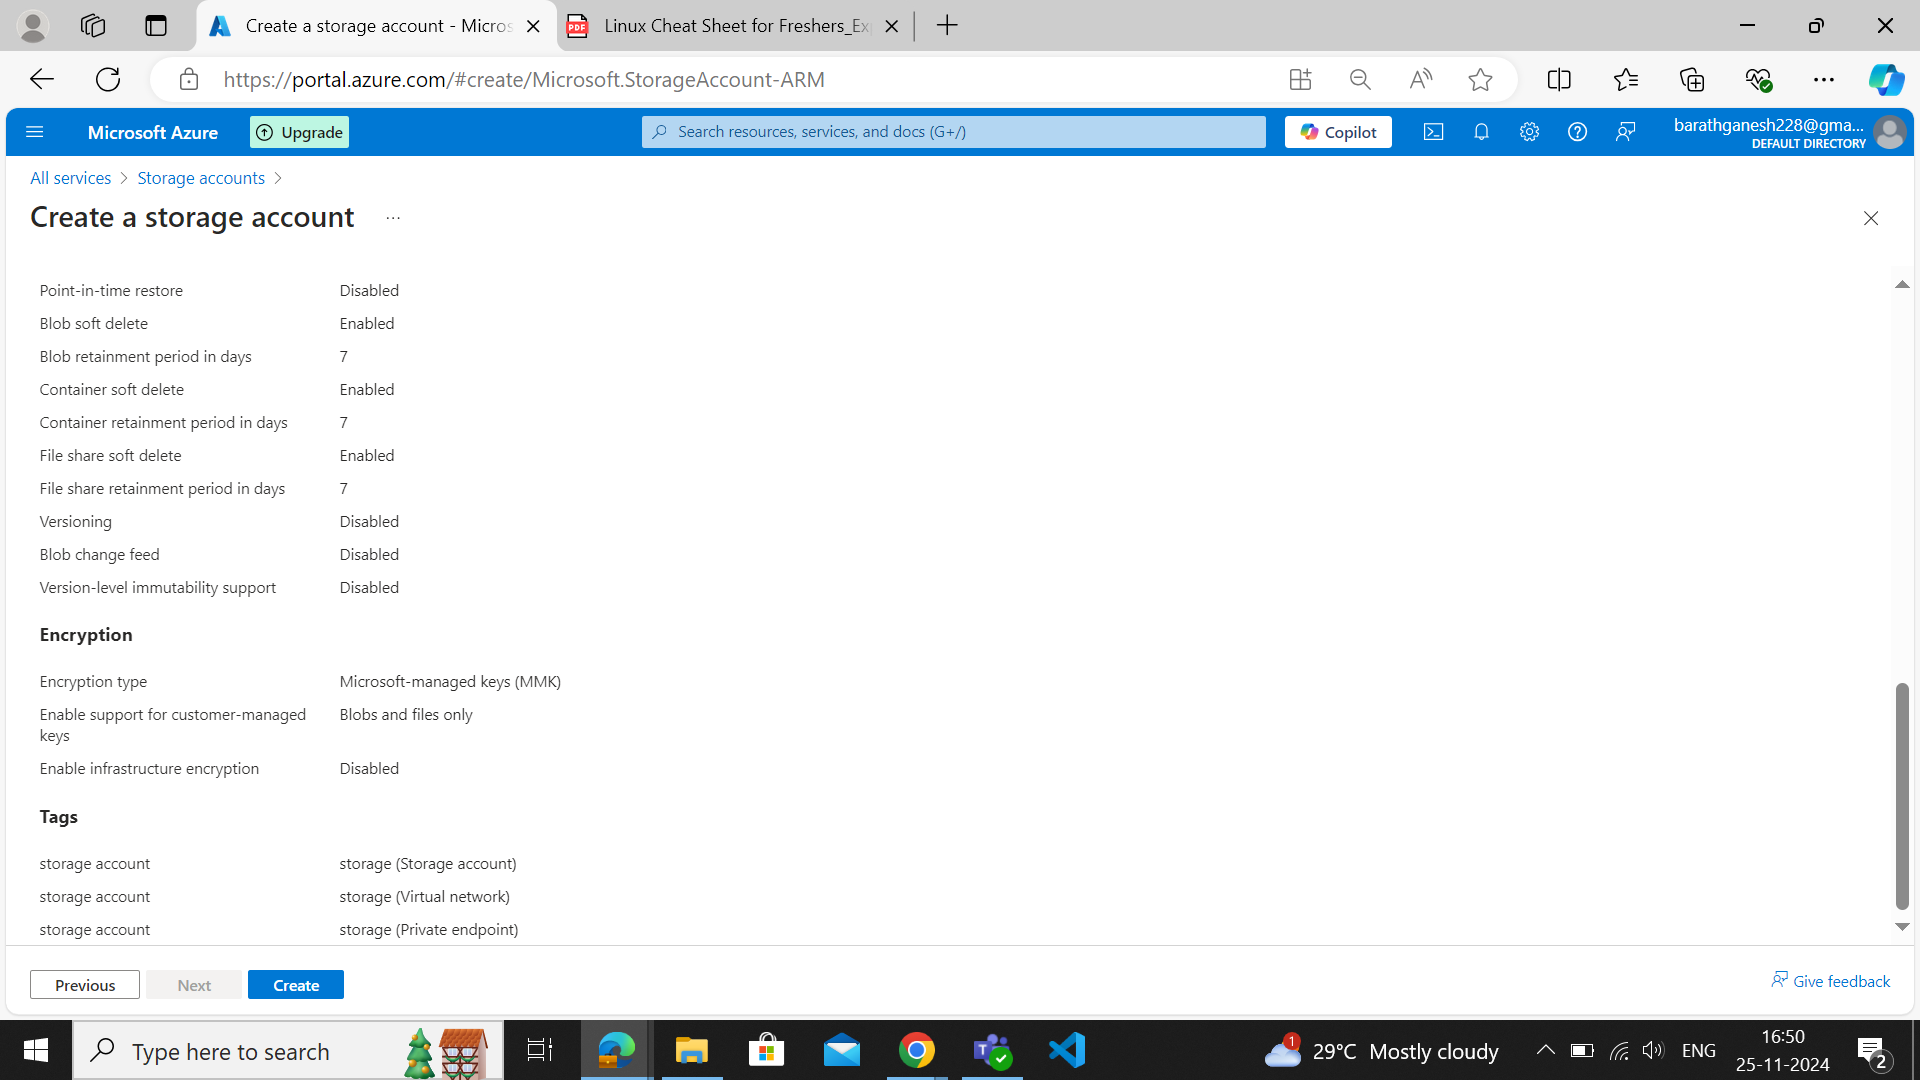 Create a storage account - Micros
Linux Cheat Sheet for Freshers_Exp
https://portal.azure.com/#create/Microsoft.StorageAccount-ARM
Microsoft Azure
Upgrade
Search resources, services, and docs (G+/)
Copilot
barathganesh228@gma...
DEFAULT DIRECTORY
All services
Storage accounts
Create a storage account
Point-in-time restore Disabled
Blob soft delete Enabled
Blob retainment period in days 7
Container soft delete Enabled
Container retainment period in days 7
File share soft delete Enabled
File share retainment period in days 7
Versioning Disabled
Blob change feed Disabled
Version-level immutability support Disabled
Encryption
Encryption type Microsoft-managed keys (MMK)
Enable support for customer-managed Blobs and files only
keys
Enable infrastructure encryption Disabled
Tags
storage account storage (Storage account)
storage account storage (Virtual network)
storage account storage (Private endpoint)
Previous
Next
Create
Give feedback
Type here to search
1
29°C Mostly cloudy
ENG
16:50
25-11-2024
2